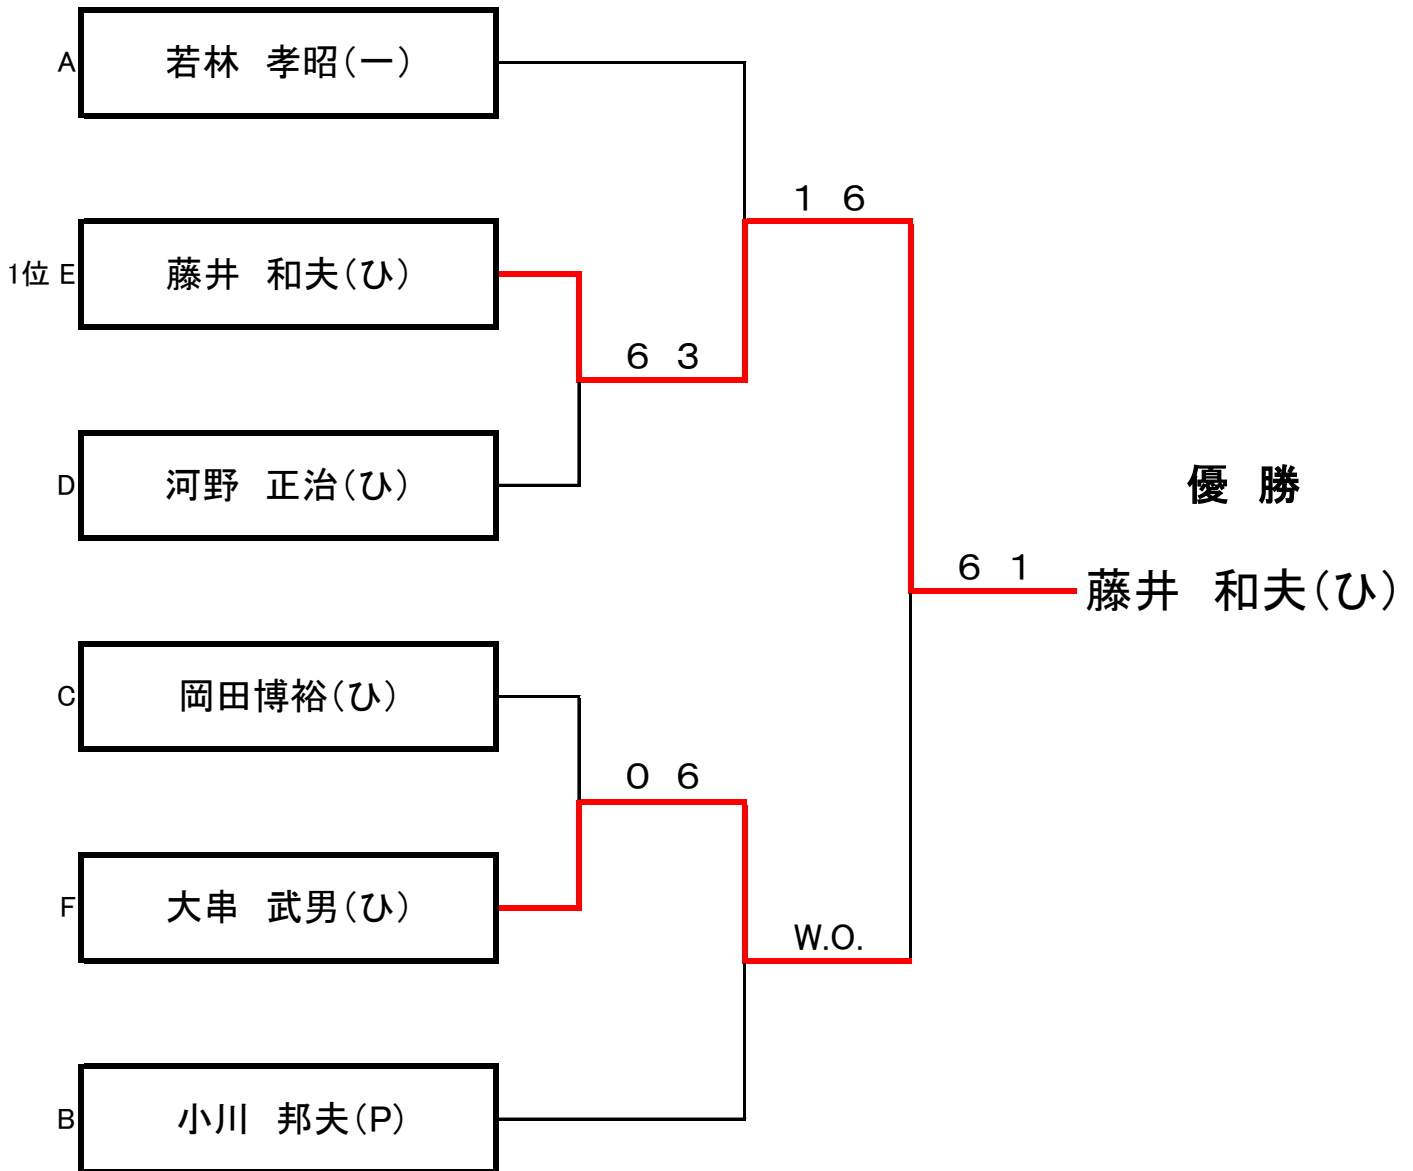 A 若林　孝昭(一)
１ ６
1位 E 藤井　和夫(ひ)
６ ３
D 河野　正治(ひ)
優 勝
６ １
藤井　和夫(ひ)
C 岡田博裕(ひ)
０ ６
F 大串　武男(ひ)
W.O.
B 小川　邦夫(P)